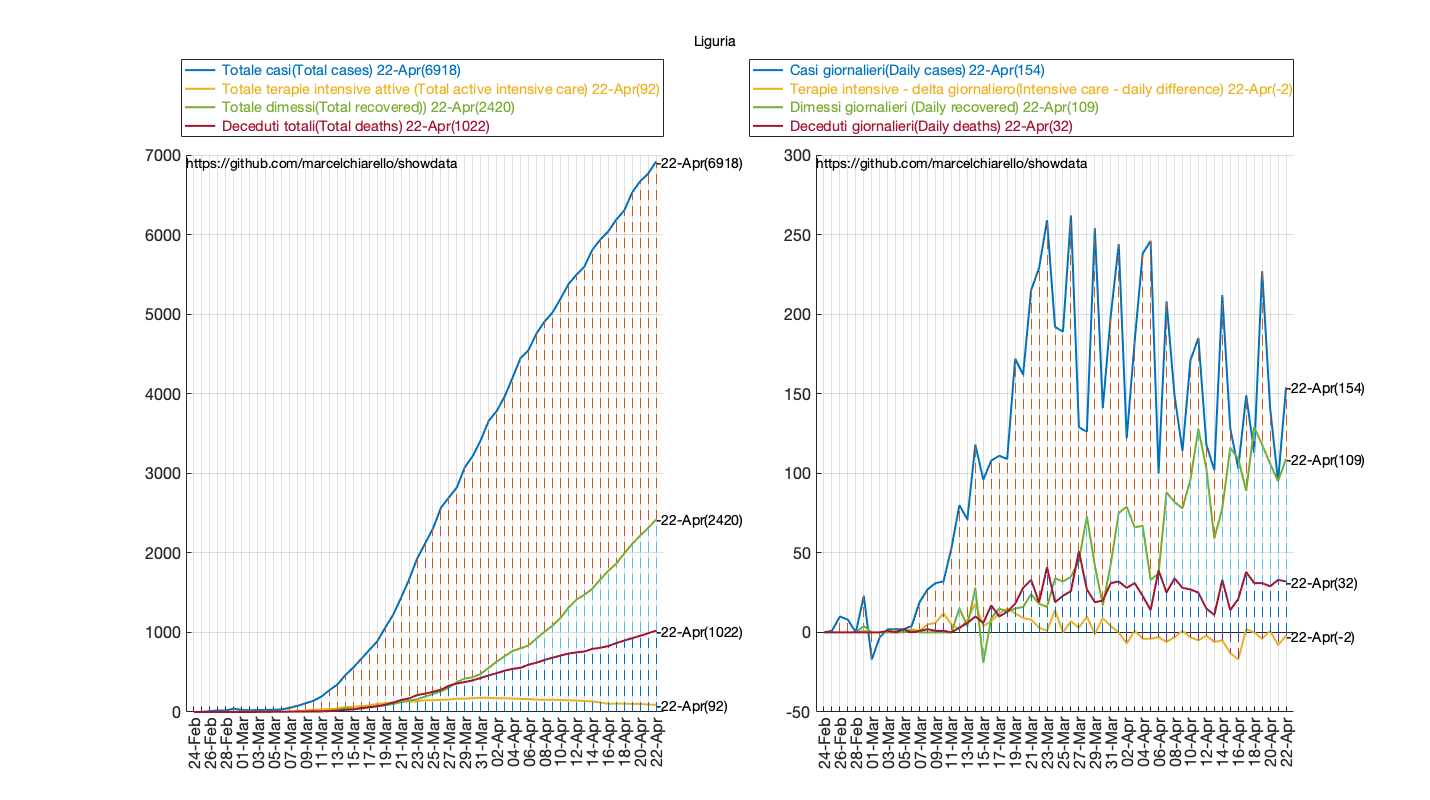 Liguria
Totale casi(Total cases) 22-Apr(6918)
Totale terapie intensive attive (Total active intensive care) 22-Apr(92)
Totale dimessi(Total recovered)) 22-Apr(2420)
Deceduti totali(Total deaths) 22-Apr(1022)
7000
6000
5000
4000
3000
2000
1000
0
https://github.com/marcelchiarello/showdata
22-Apr(6918)
22-Apr(2420)
22-Apr(1022)
22-Apr(92)
24-Feb
26-Feb
28-Feb
01-Mar
03-Mar
05-Mar
07-Mar
09-Mar
11-Mar
13-Mar
15-Mar
17-Mar
19-Mar
21-Mar
23-Mar
25-Mar
27-Mar
29-Mar
31-Mar
02-Apr
04-Apr
06-Apr
08-Apr
10-Apr
12-Apr
14-Apr
16-Apr
18-Apr
20-Apr
22-Apr
Casi giornalieri(Daily cases) 22-Apr(154)
Terapie intensive - delta giornaliero(Intensive care - daily difference) 22-Apr(-2)
Dimessi giornalieri (Daily recovered) 22-Apr(109)
Deceduti giornalieri(Daily deaths) 22-Apr(32)
300
250
200
150
100
50
0
-50
https://github.com/marcelchiarello/showdata
22-Apr(154)
22-Apr(109)
22-Apr(32)
22-Apr(-2)
24-Feb
26-Feb
28-Feb
01-Mar
03-Mar
05-Mar
07-Mar
09-Mar
11-Mar
13-Mar
15-Mar
17-Mar
19-Mar
21-Mar
23-Mar
25-Mar
27-Mar
29-Mar
31-Mar
02-Apr
04-Apr
06-Apr
08-Apr
10-Apr
12-Apr
14-Apr
16-Apr
18-Apr
20-Apr
22-Apr